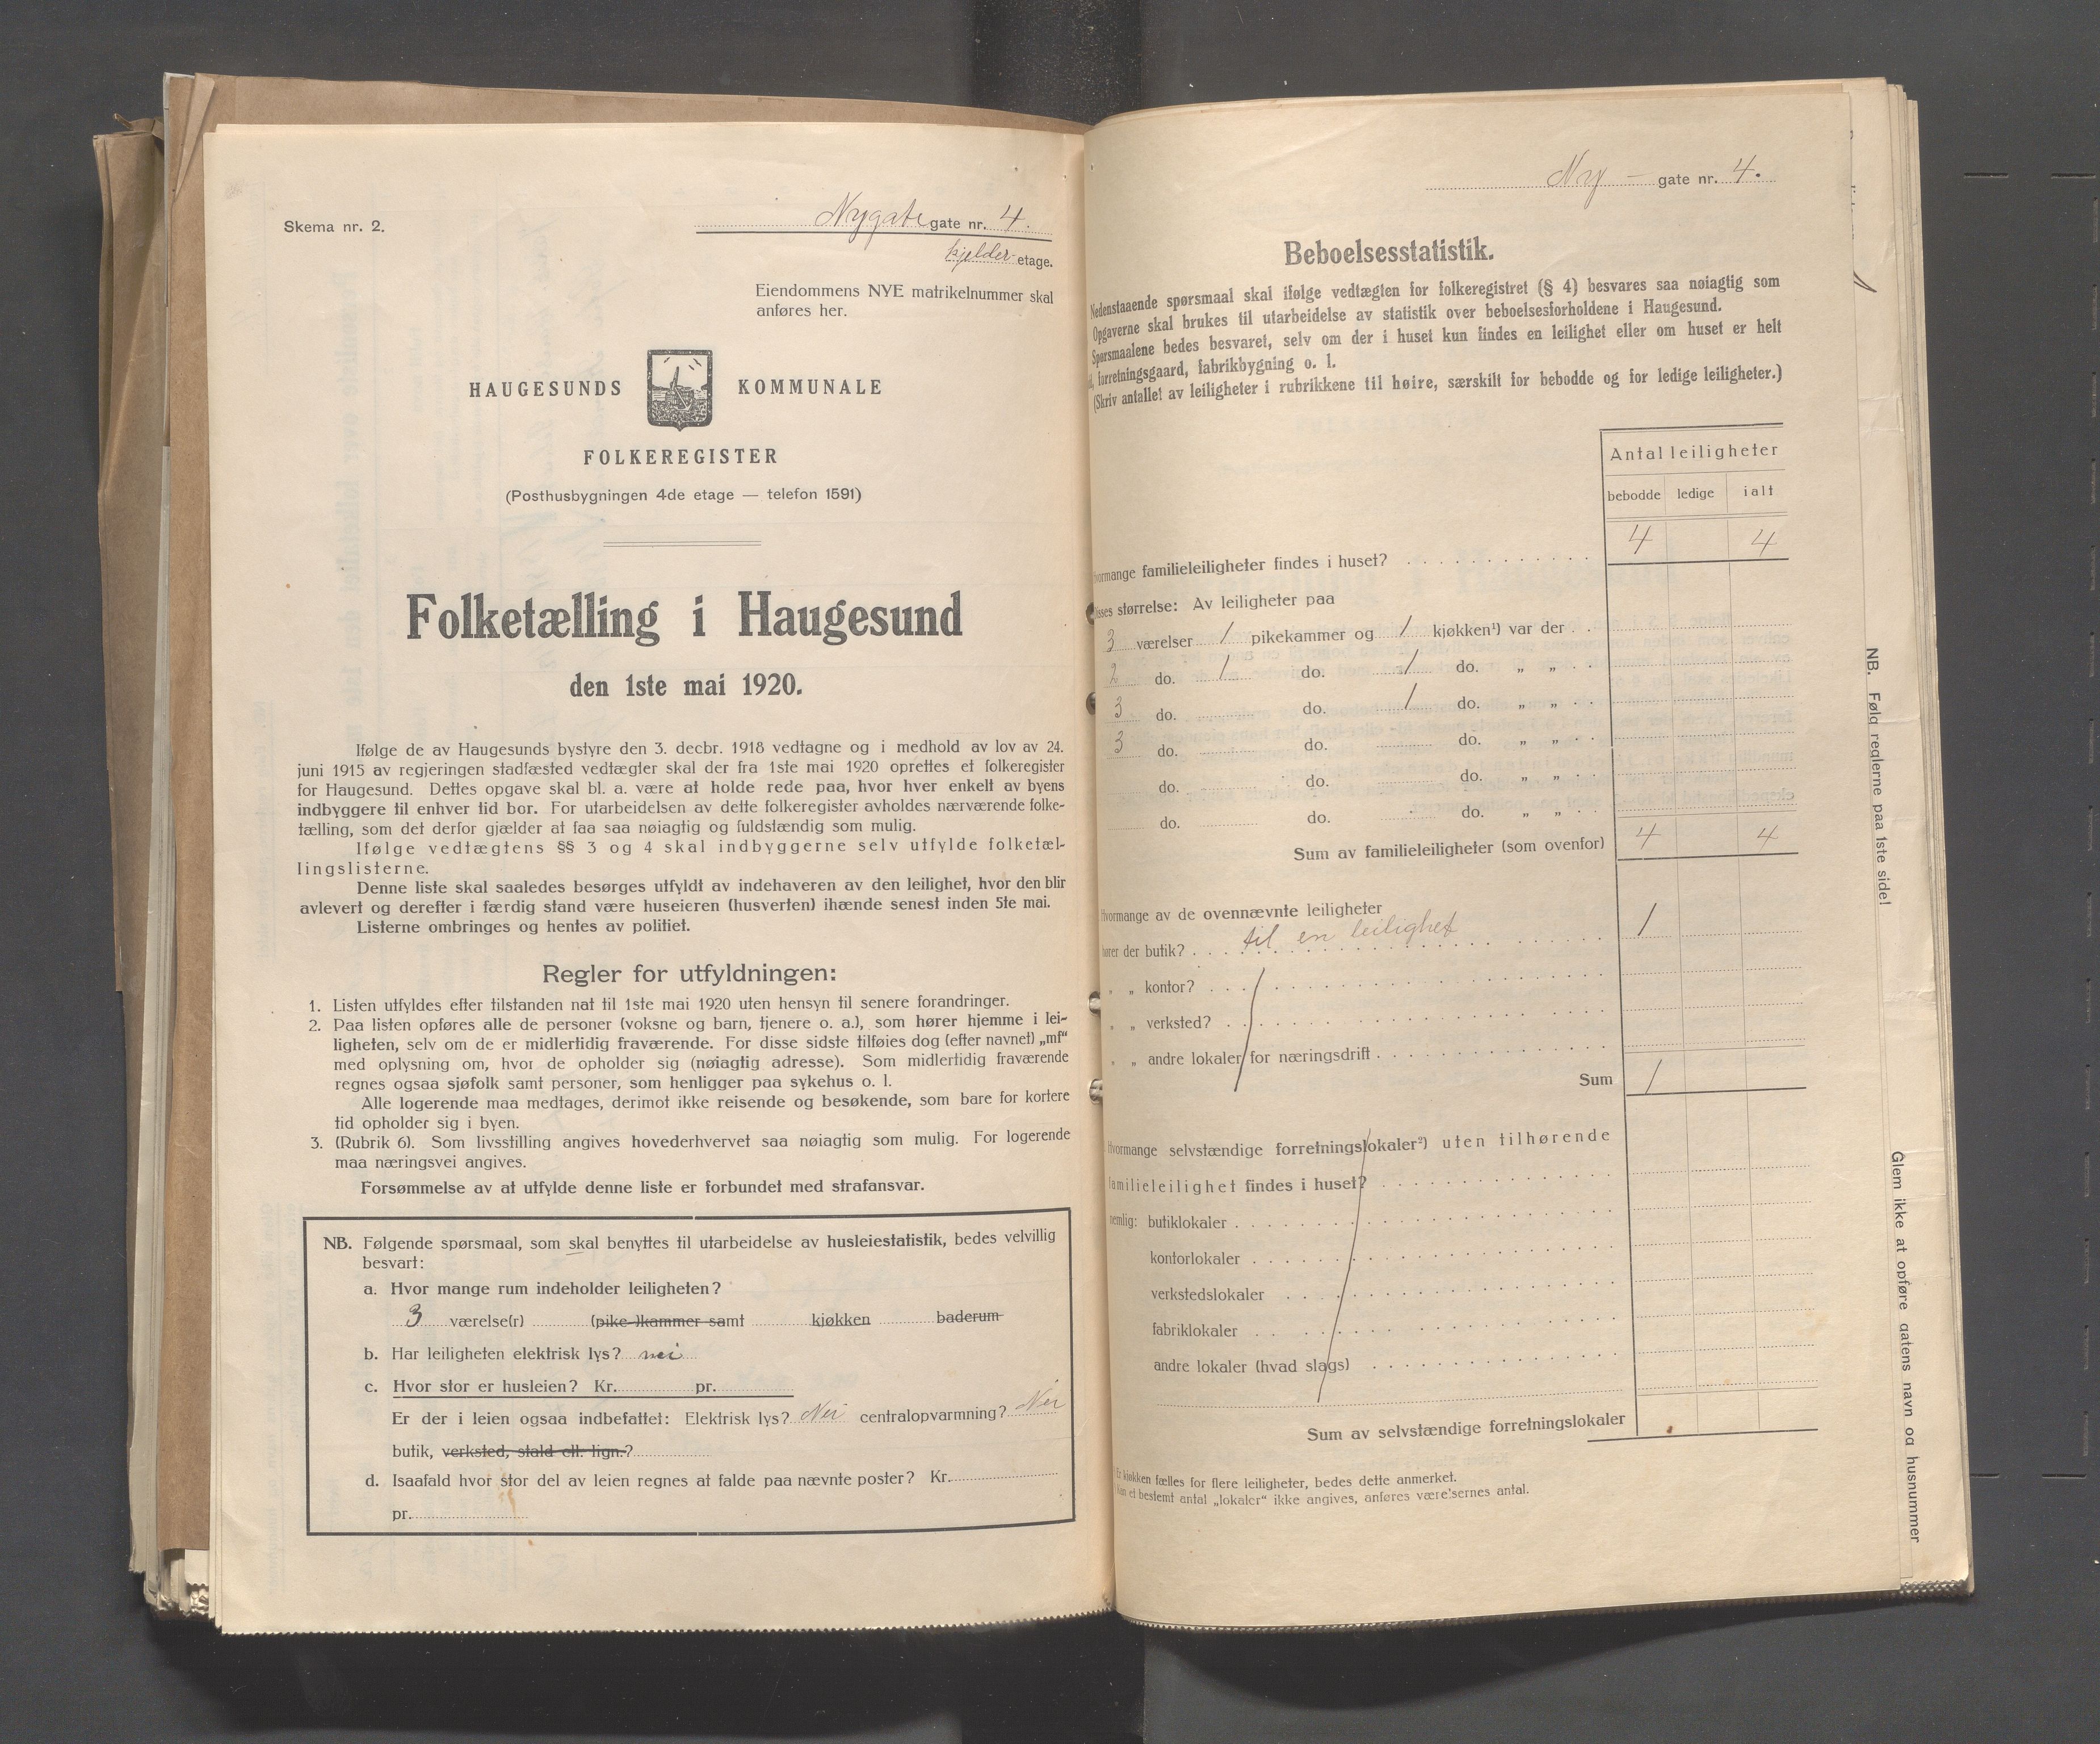 Skema nr. 2.
Nygate gate nr. 4.
kjelder- etage.
Eiendommens NYE matrikelnummer skal
anføres her.
HAUGESUNDS KOMMUNALE
FOLKEREGISTER
(Posthusbygningen 4de etage — telefon 1591)
Folketælling i Haugesund
den 1ste mai 1920.
Ifølge de av Haugesunds bystyre den 3. decbr. 1918 vedtagne og i medhold av lov av 24.
juni 1915 av regjeringen stadfæsted vedtægter skal der fra 1ste mai 1920 oprettes et folkeregister
for Haugesund. Dettes opgave skal bl. a. være at holde rede paa, hvor hver enkelt av byens
indbyggere til enhver tid bor. For utarbeidelsen av dette folkeregister avholdes nærværende folke-
tælling, som det derfor gjælder at faa saa nøiagtig og fuldstændig som mulig.
Ifølge vedtægtens §§ 3 og 4 skal indbyggerne selv utfylde folketæl-
lingslisterne.
Denne liste skal saaledes besørges utfyldt av indehaveren av den leilighet, hvor den blir
avlevert og derefter i færdig stand være huseieren (husverten) ihænde senest inden 5te mai.
Listerne ombringes og hentes av politiet.
Regler for utfyldningen:
1. Listen utfyldes efter tilstanden nat til 1ste mai 1920 uten hensyn til senere forandringer.
2. Paa listen opføres alle de personer (voksne og barn, tjenere o. a.), som hører hjemme i lei-
ligheten, selv om de er midlertidig fraværende. For disse sidste tilføies dog (efter navnet) „mf“
med oplysning om, hvor de opholder sig (nøiagtig adresse). Som midlertidig fraværende
regnes ogsaa sjøfolk samt personer, som henligger paa sykehus o. l.
Alle logerende maa medtages, derimot ikke reisende og besøkende, som bare for kortere
tid opholder sig i byen.
3. (Rubrik 6). Som livsstilling angives hovederhvervet saa nøiagtig som mulig. For logerende
maa næringsvei angives.
Forsømmelse av at utfylde denne liste er forbundet med strafansvar.
NB. Følgende spørsmaal, som skal benyttes til utarbeidelse av husleiestatistik, bedes velvillig
besvart:
a. Hvor mange rum indeholder leiligheten?
3 værelse(r) (pike-)kammer samt kjøkken baderum
b. Har leiligheten elektrisk lys? nei
c. Hvor stor er husleien? Kr. pr.
Er der i leien ogsaa indbefattet: Elektrisk lys? Nei centralopvarmning? Nei
butik, verksted, stald ell. lign.?
d. Isaafald hvor stor del av leien regnes at falde paa nævnte poster? Kr.
pr.
Ny - gate nr. 4.
Beboelsesstatistik.
Nedenstaaende spørsmaal skal ifølge vedtægten for folkeregistret (§ 4) besvares saa nøiagtig som
Opgaverne skal brukes til utarbeidelse av statistik over beboelsesforholdene i Haugesund.
Spørsmaalene bedes besvaret, selv om der i huset kun findes en leilighet eller om huset er helt
forretningsgaard, fabrikbygning o. l.
(Skriv antallet av leiligheter i rubrikkene til høire, særskilt for bebodde og for ledige leiligheter.)
Antal leiligheter
bebodde ledige ialt
Hvormange familieleiligheter findes i huset? 4 4
Disses størrelse: Av leiligheter paa
3 værelser 1 pikekammer og 1 kjøkken¹) var der
2 do. 1 do. 1 do. „ „
3 do. do. 1 do. „ „
3 do. do. do. „ „
do. do. do. „ „
do. do. do. „ „
Sum av familieleiligheter (som ovenfor) 4 4
Hvormange av de ovennævnte leiligheter
hører der butik? til en leilighet 1
„ „ kontor?
„ „ verksted?
„ „ andre lokaler for næringsdrift
Sum 1
Hvormange selvstændige forretningslokaler²) uten tilhørende
familieleilighet findes i huset?
nemlig: butiklokaler
kontorlokaler
verkstedslokaler
fabriklokaler
andre lokaler (hvad slags)
Sum av selvstændige forretningslokaler
Er kjøkken fælles for flere leiligheter, bedes dette anmerket.
Kan et bestemt antal „lokaler“ ikke angives, anføres være'sernes antal.
NB. Følg reglerne paa 1ste side!
Glem ikke at opføre gatens navn og husnummer